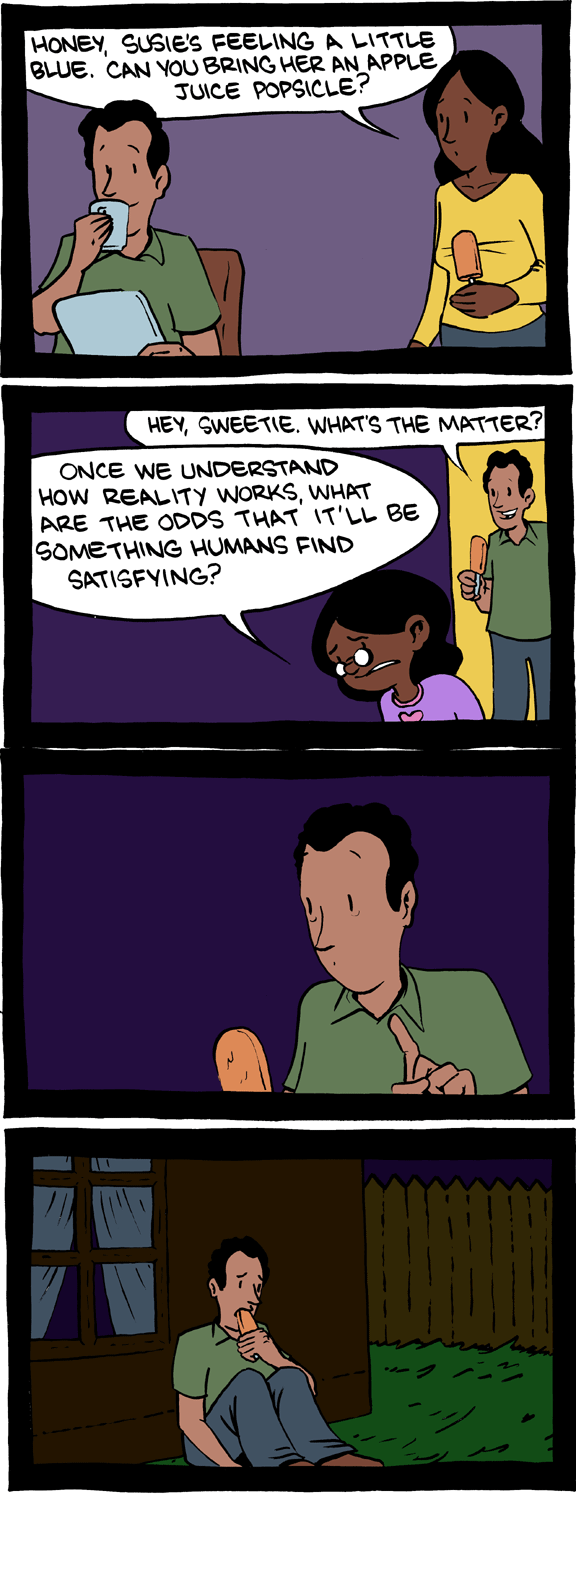 HONEY, SUSIE'S FEELING A LITTLE
BLUE. CAN YOU BRING HER AN APPLE
JUICE POPSICLE?
HEY, SWEETIE. WHAT'S THE MATTER?
ONCE WE UNDERSTAND
HOW REALITY WORKS, WHAT
ARE THE ODDS THAT IT'LL BE
SOMETHING HUMANS FIND
SATISFYING?